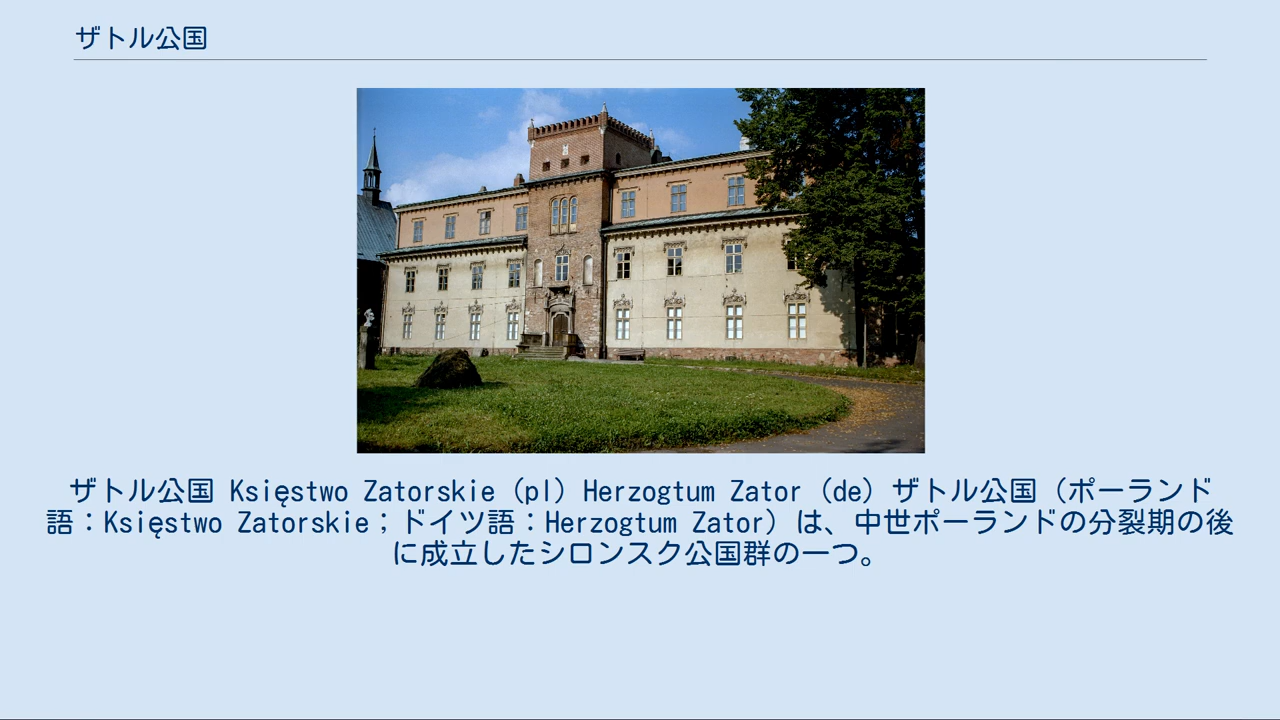 ザトル公国
ザトル公国 Księstwo Zatorskie（pl）Herzogtum Zator（de）ザトル公国（ポーランド
語：Księstwo Zatorskie；ドイツ語：Herzogtum Zator）は、中世ポーランドの分裂期の後
に成立したシロンスク公国群の一つ。